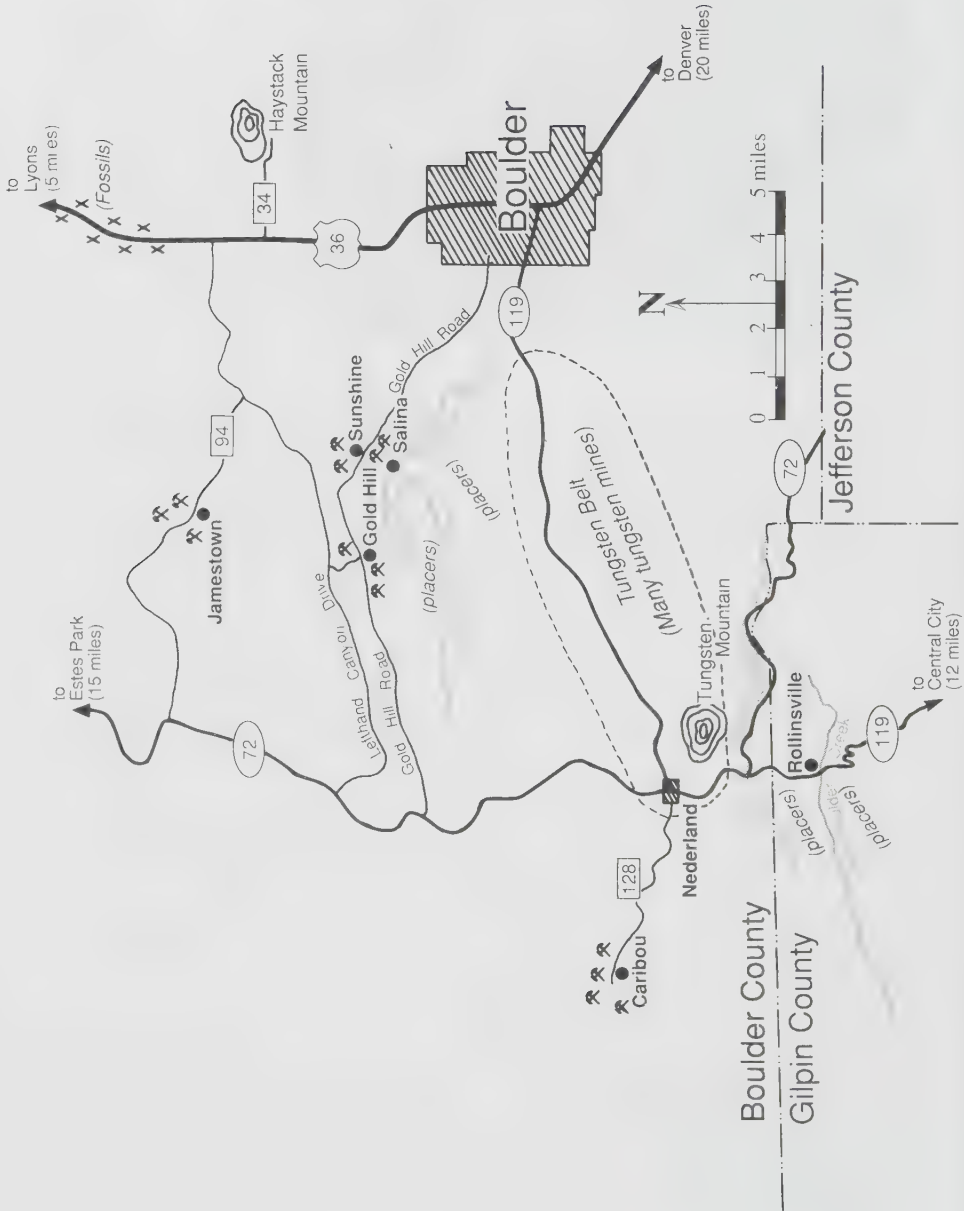 to
Lyons
(5 miles)
(Fossils)
Haystack
Mountain
34
36
to
Estes Park
(15 miles)
94
Jamestown
72
Lefthand Canyon Drive
Gold Hill Road
Sunshine
Gold Hill
Salina
Gold Hill Road
(placers)
Boulder
119
to
Denver
(20 miles)
(placers)
Tungsten Belt
Tungsten mines
(Many tungsten mines)
Tungsten
Mountain
N
0 1 2 3 4 5 miles
128
Caribou
Nederland
72
Jefferson County
Boulder County
Gilpin County
Rollinsville
(placers)
(placers)
Creek
119
to
Central City
(12 miles)